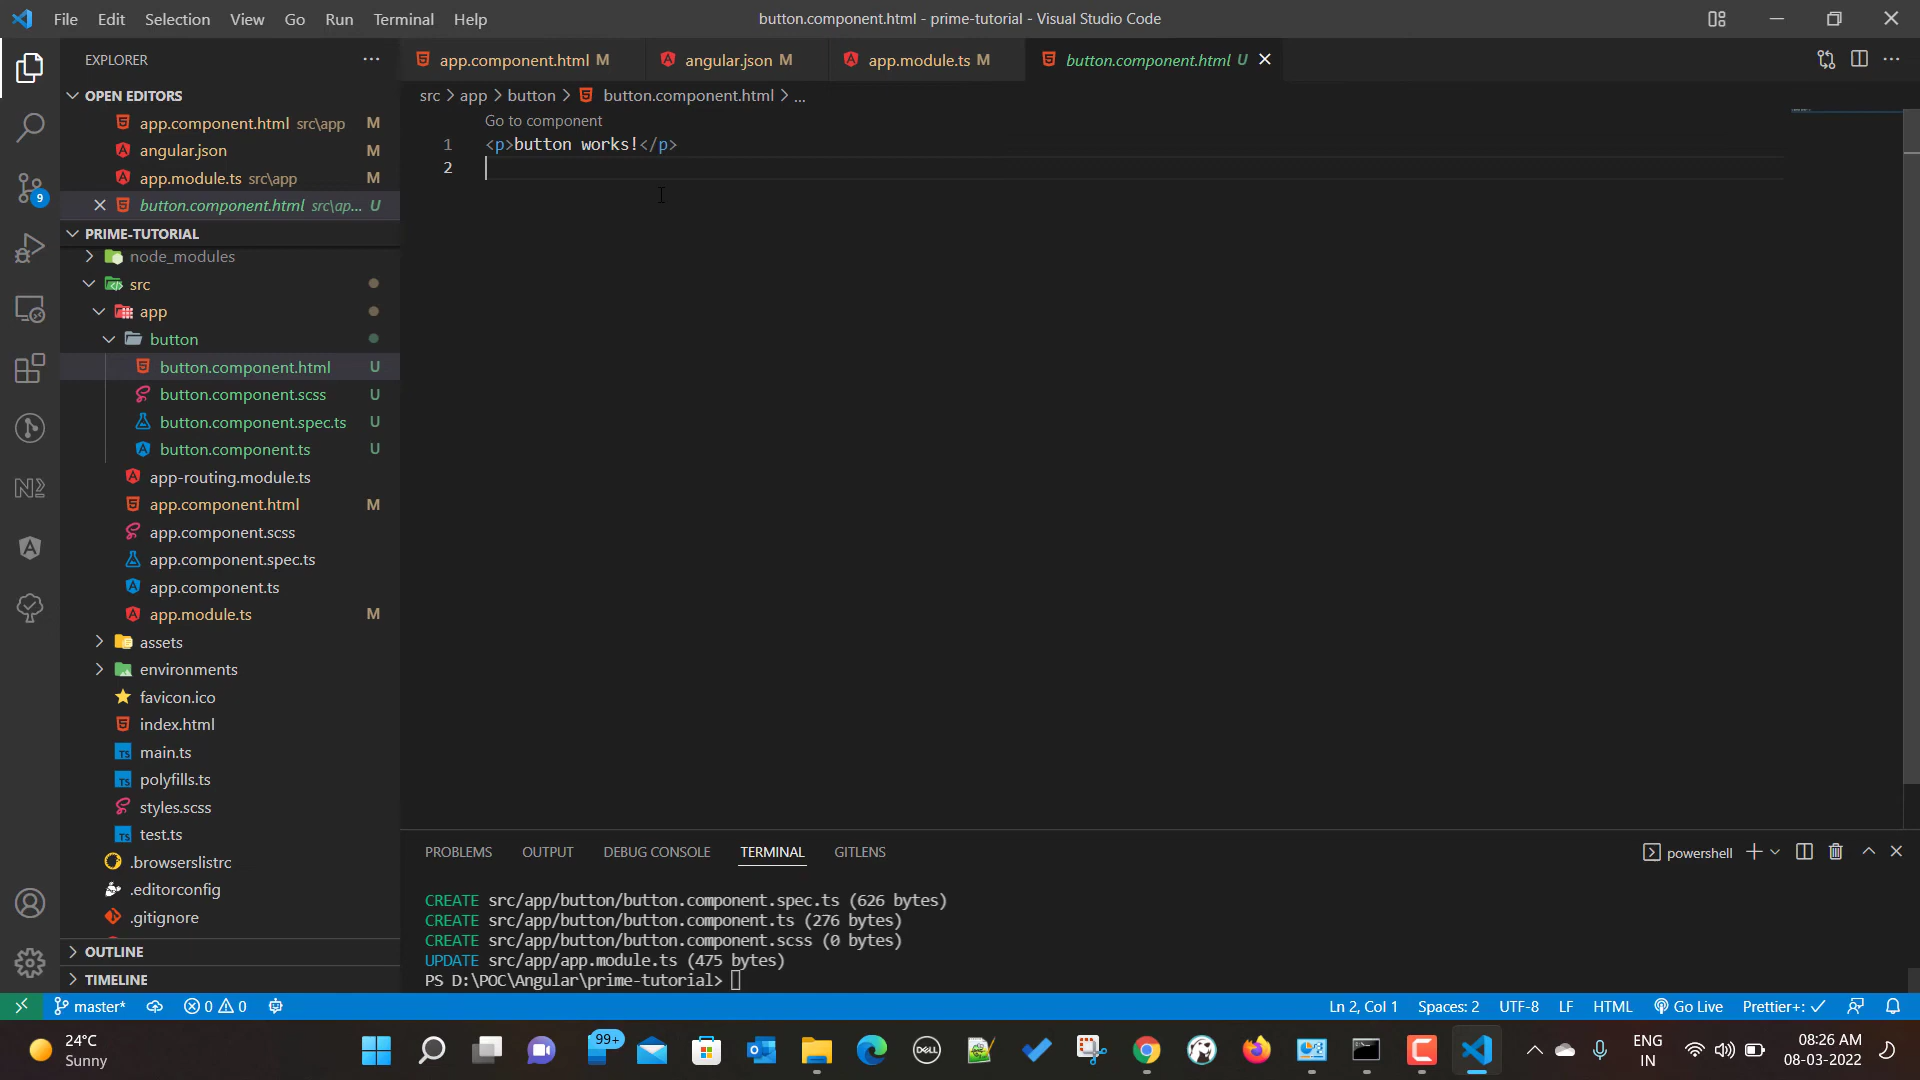 File Edit Selection View Go Run Terminal Help
button.component.html - prime-tutorial - Visual Studio Code
EXPLORER
OPEN EDITORS
app.component.html src\app M
angular.json M
app.module.ts src\app M
button.component.html src\ap... U
PRIME-TUTORIAL
node_modules
src
app
button
button.component.html U
button.component.scss U
button.component.spec.ts U
button.component.ts U
app-routing.module.ts
app.component.html M
app.component.scss
app.component.spec.ts
app.component.ts
app.module.ts M
assets
environments
favicon.ico
index.html
main.ts
polyfills.ts
styles.scss
test.ts
.browserslistrc
.editorconfig
.gitignore
OUTLINE
TIMELINE
9
app.component.html M angular.json M app.module.ts M button.component.html U
src > app > button > button.component.html > ...
Go to component
1 <p>button works!</p>
2
PROBLEMS OUTPUT DEBUG CONSOLE TERMINAL GITLENS
powershell
CREATE src/app/button/button.component.spec.ts (626 bytes)
CREATE src/app/button/button.component.ts (276 bytes)
CREATE src/app/button/button.component.scss (0 bytes)
UPDATE src/app/app.module.ts (475 bytes)
PS D:\POC\Angular\prime-tutorial>
master* 0 0 Ln 2, Col 1 Spaces: 2 UTF-8 LF HTML Go Live Prettier+:
24°C
Sunny
99+
DELL
ENG
IN
08:26 AM
08-03-2022